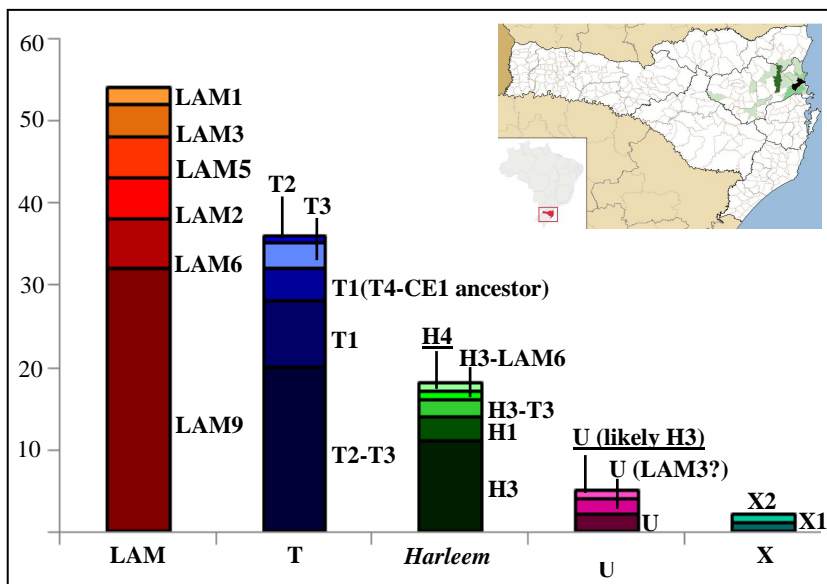 60
50
40
30
20
10
LAM1
LAM3
LAM5
LAM2
LAM6
LAM9
T2
T3
T1(T4-CE1 ancestor)
T1
T2-T3
H4
H3-LAM6
H3-T3
H1
H3
U (likely H3)
U (LAM3?)
U
X2
X1
LAM
T
Harleem
U
X